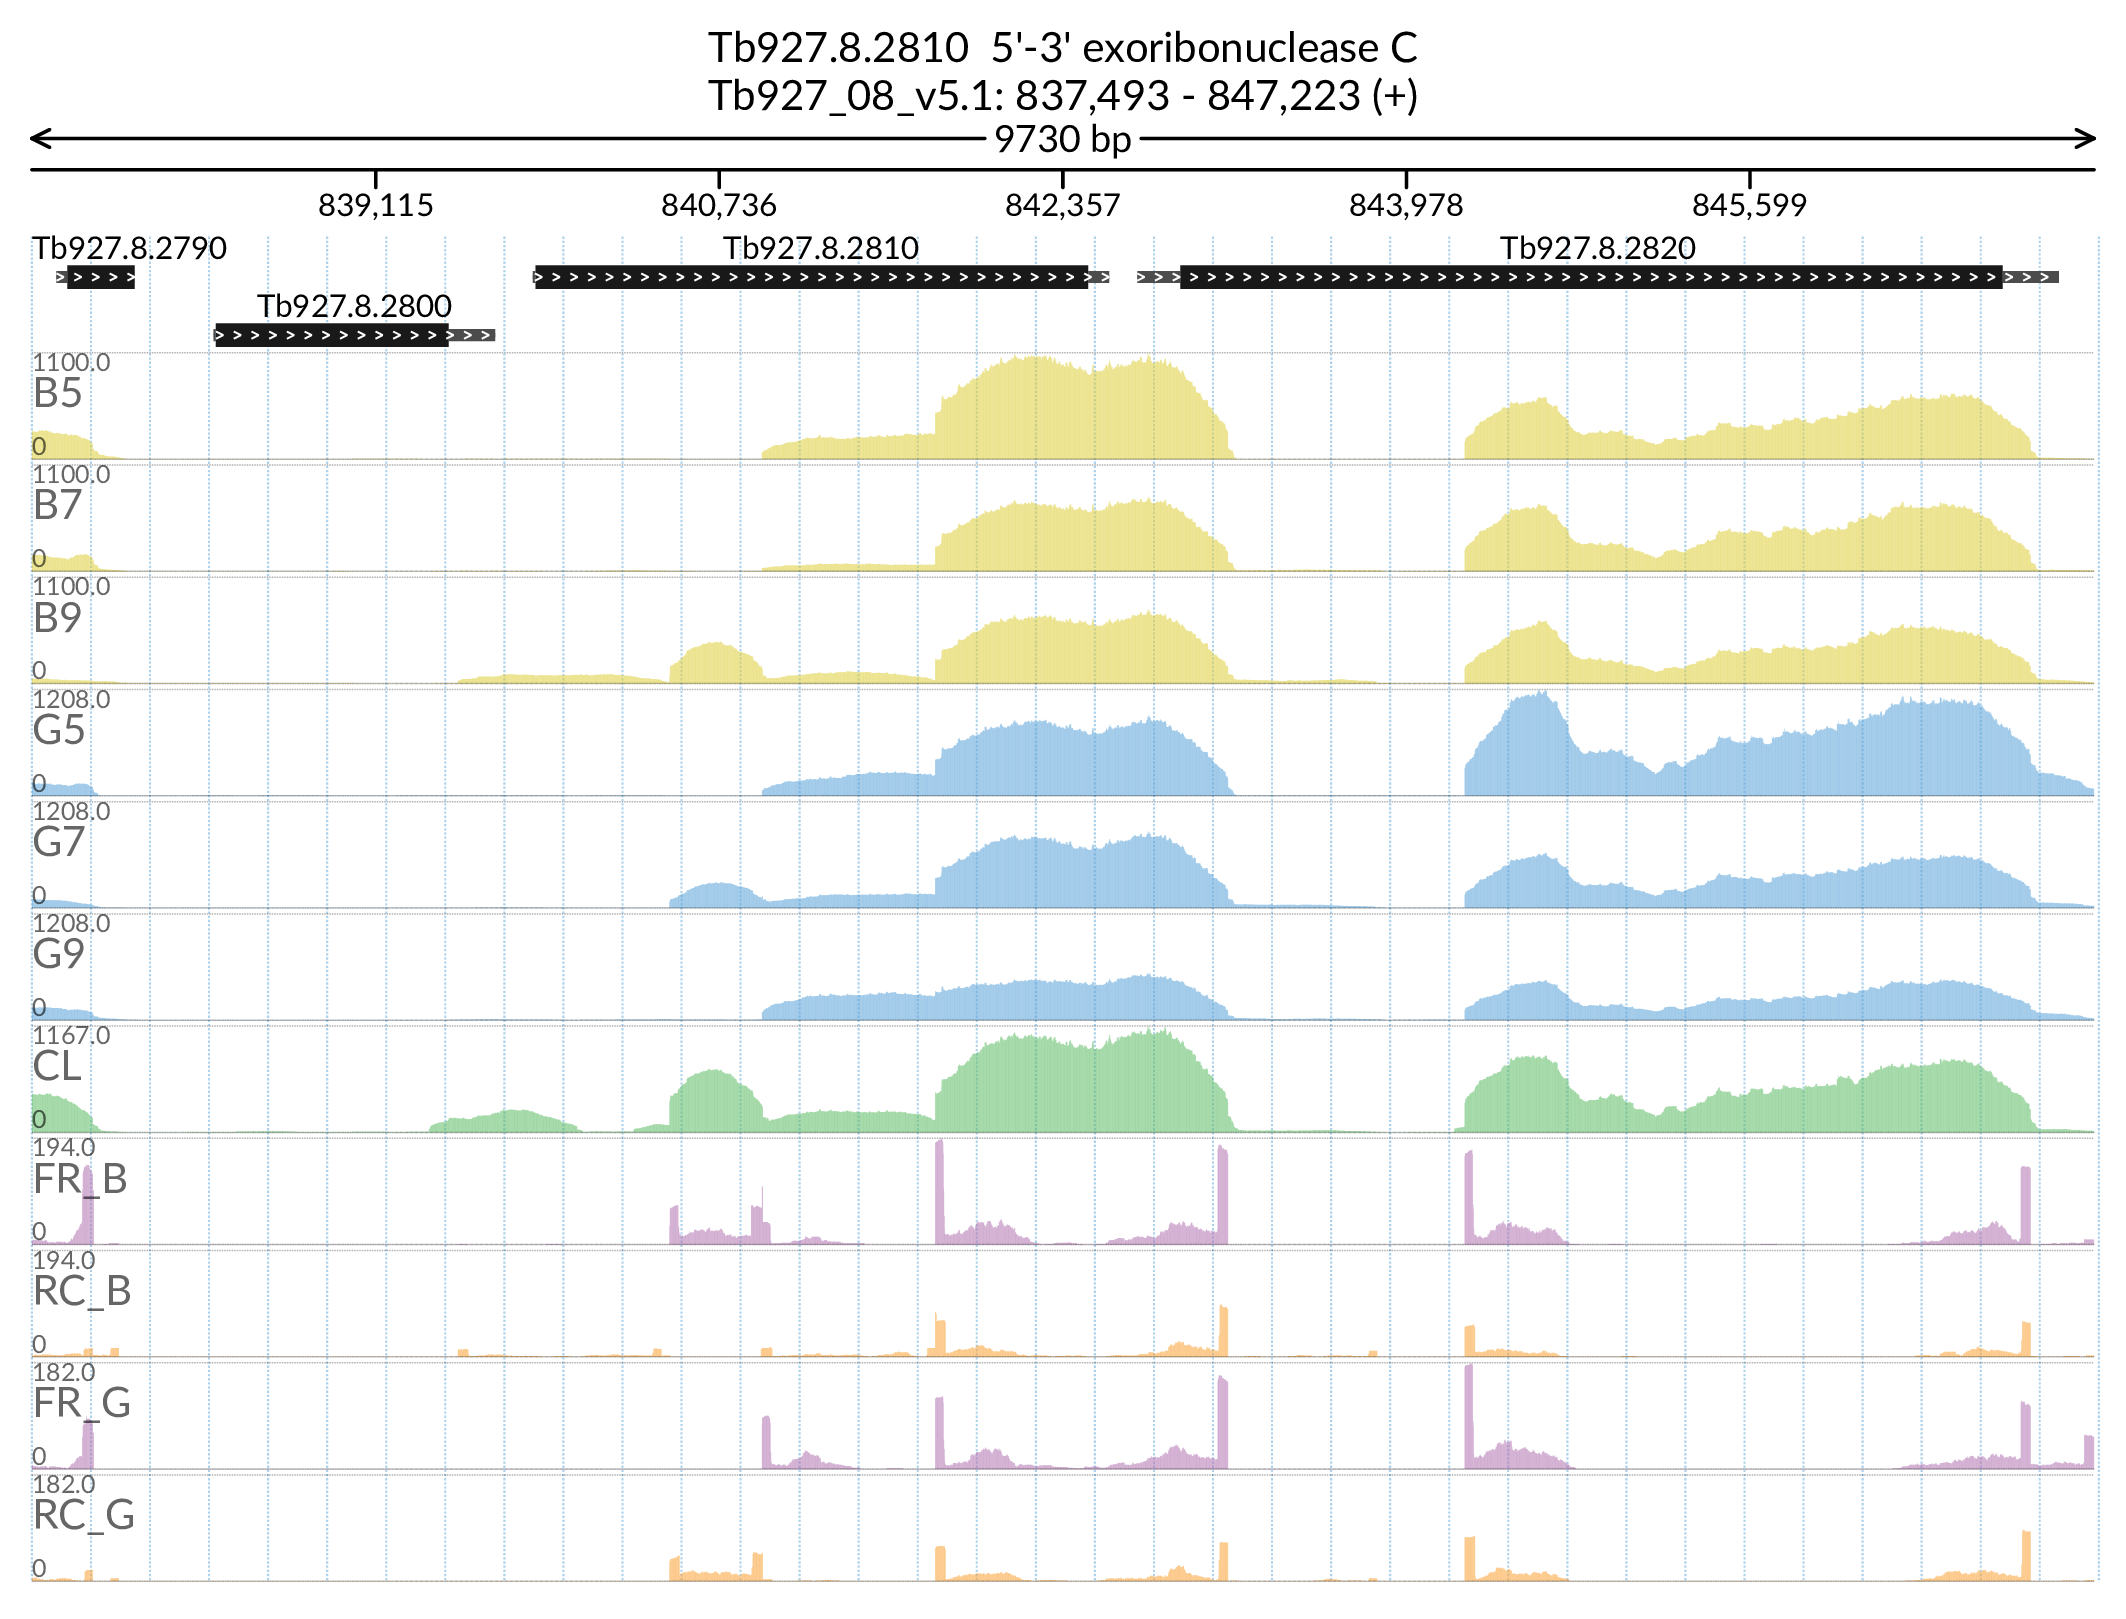 Tb927.8.2810  5'-3' exoribonuclease C
Tb927_08_v5.1: 837,493 - 847,223 (+)
9730 bp
839,115 840,736 842,357 843,978 845,599
Tb927.8.2790 Tb927.8.2810 Tb927.8.2820
Tb927.8.2800
1100.0
B5
0
1100.0
B7
0
1100.0
B9
0
1208.0
G5
0
1208.0
G7
0
1208.0
G9
0
1167.0
CL
0
194.0
FR_B
0
194.0
RC_B
0
182.0
FR_G
0
182.0
RC_G
0